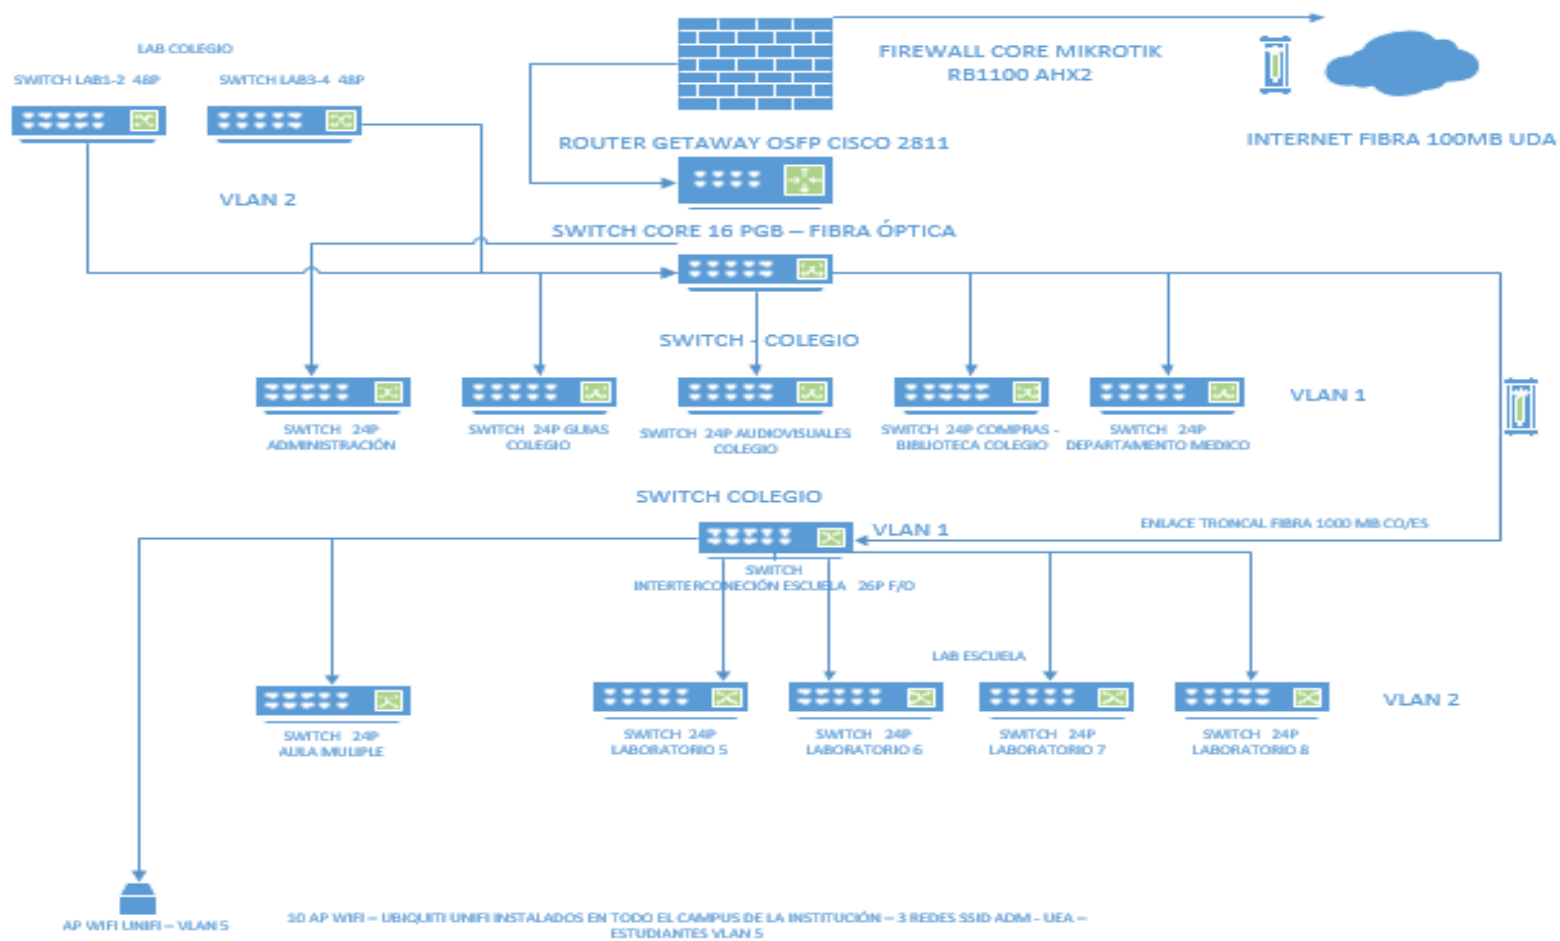 LAB COLEGIO
SWITCH LAB1-2 48P
SWITCH LAB3-4 48P
FIREWALL CORE MIKROTIK
RB1100 AHX2
INTERNET FIBRA 100MB UDA
ROUTER GETAWAY OSFP CISCO 2811
VLAN 2
SWITCH CORE 16 PGB – FIBRA ÓPTICA
SWITCH - COLEGIO
VLAN 1
SWITCH 24P
ADMINISTRACIÓN
SWITCH 24P GUIAS
COLEGIO
SWITCH 24P AUDIOVISUALES
COLEGIO
SWITCH 24P COMPRAS -
BIBLIOTECA COLEGIO
SWITCH 24P
DEPARTAMENTO MEDICO
SWITCH COLEGIO
VLAN 1
ENLACE TRONCAL FIBRA 1000 MB CO/ES
SWITCH
INTERTERCONECIÓN ESCUELA 26P F/O
LAB ESCUELA
VLAN 2
SWITCH 24P
AULA MULIPLE
SWITCH 24P
LABORATORIO 5
SWITCH 24P
LABORATORIO 6
SWITCH 24P
LABORATORIO 7
SWITCH 24P
LABORATORIO 8
AP WIFI UNIFI – VLAN 5
10 AP WIFI – UBIQUITI UNIFI INSTALADOS EN TODO EL CAMPUS DE LA INSTITUCIÓN – 3 REDES SSID ADM - UEA –
ESTUDIANTES VLAN 5